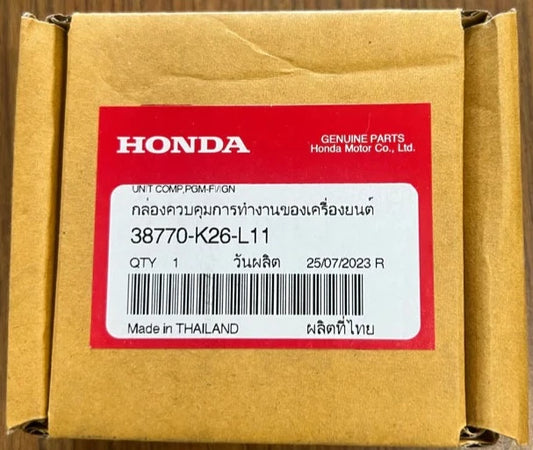 HONDA
GENUINE PARTS
Honda Motor Co., Ltd.
UNIT COMP,PGM-FI/IGN
กล่องควบคุมการทำงานของเครื่องยนต์
38770-K26-L11
QTY 1 วันผลิต 25/07/2023 R
Made in THAILAND ผลิตที่ไทย